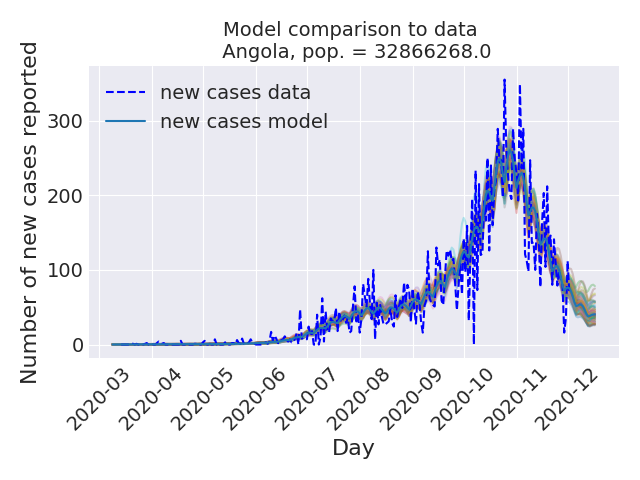 Model comparison to data
Angola, pop. = 32866268.0
Number of new cases reported
new cases data
new cases model
300
200
100
0
2020-03
2020-04
2020-05
2020-06
2020-07
2020-08
2020-09
2020-10
2020-11
2020-12
Day